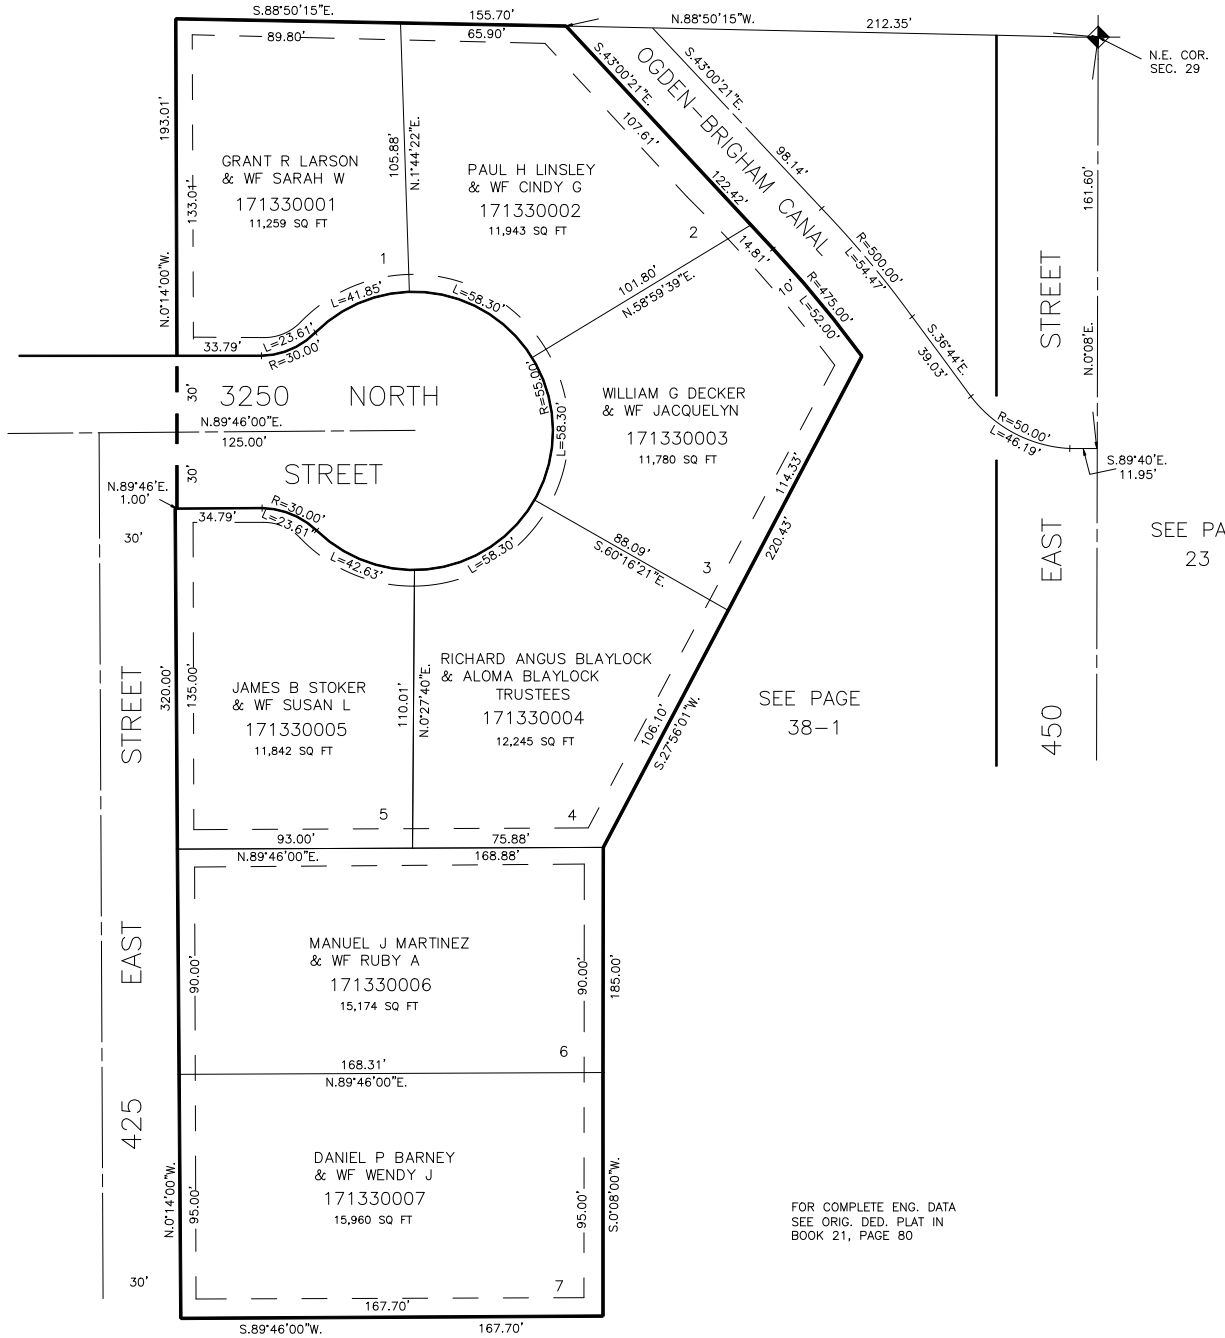 S.88°50'15"E.
155.70'
N.88°50'15"W.
212.35'
89.80'
65.90'
N.E. COR.
SEC. 29
193.01'
133.01'
N.0°14'00"W.
GRANT R LARSON
& WF SARAH W
171330001
11,259 SQ FT
1
105.88'
N.1°44'22"E.
PAUL H LINSLEY
& WF CINDY G
171330002
11,943 SQ FT
2
S.43°00'21"E.
107.61'
122.42'
14.81'
OGDEN-BRIGHAM CANAL
S.43°00'21"E.
98.14'
R=500.00'
L=54.47'
10'
R=475.00'
L=52.00'
S.36°44'E.
39.03'
R=50.00'
L=46.19'
S.89°40'E.
11.95'
161.60'
N.0°08'E.
STREET
EAST
450
SEE PA
23
101.80'
N.58°59'39"E.
33.79'
L=23.61'
R=30.00'
L=41.85'
L=58.30'
R=55.00'
L=58.30'
30'
3250 NORTH
N.89°46'00"E.
125.00'
STREET
30'
WILLIAM G DECKER
& WF JACQUELYN
171330003
11,780 SQ FT
3
114.33'
220.43'
N.89°46'E.
1.00'
34.79'
R=30.00'
L=23.61'
L=42.63'
L=58.30'
88.09'
S.60°16'21"E.
30'
STREET
320.00'
135.00'
JAMES B STOKER
& WF SUSAN L
171330005
11,842 SQ FT
5
110.01'
N.0°27'40"E.
RICHARD ANGUS BLAYLOCK
& ALOMA BLAYLOCK
TRUSTEES
171330004
12,245 SQ FT
4
106.10'
S.27°56'01"W.
SEE PAGE
38-1
93.00'
75.88'
N.89°46'00"E.
168.88'
EAST
MANUEL J MARTINEZ
& WF RUBY A
171330006
15,174 SQ FT
90.00'
90.00'
185.00'
6
168.31'
N.89°46'00"E.
425
DANIEL P BARNEY
& WF WENDY J
171330007
15,960 SQ FT
N.0°14'00"W.
95.00'
95.00'
S.0°08'00"W.
FOR COMPLETE ENG. DATA
SEE ORIG. DED. PLAT IN
BOOK 21, PAGE 80
30'
7
167.70'
S.89°46'00"W.
167.70'